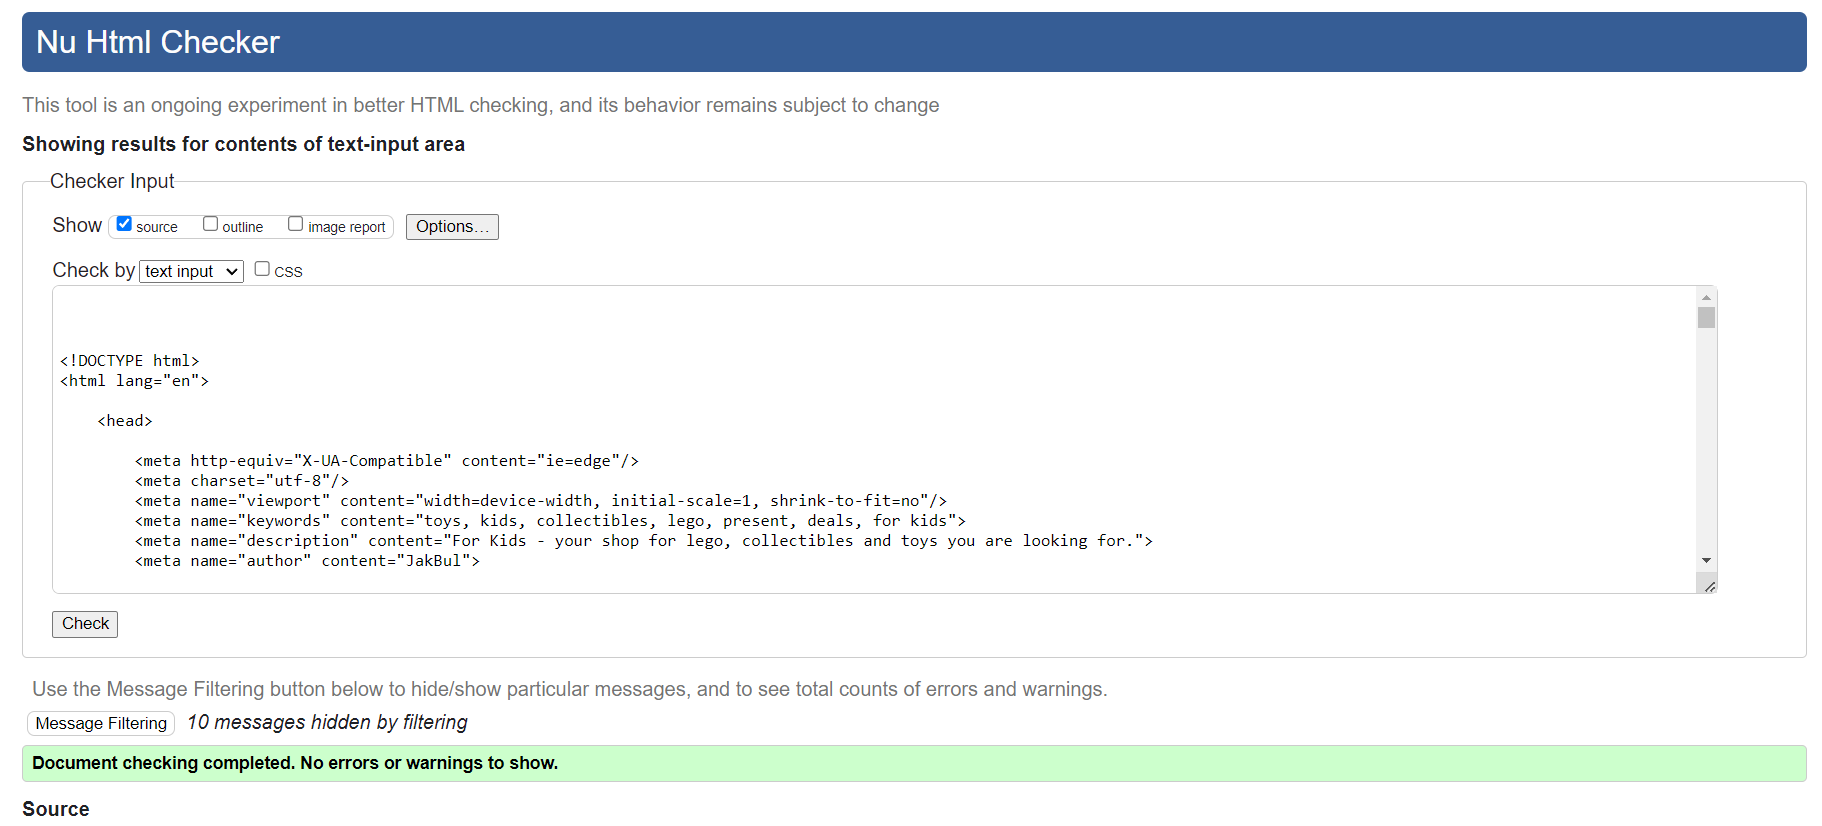 Nu Html Checker
This tool is an ongoing experiment in better HTML checking, and its behavior remains subject to change
Showing results for contents of text-input area
Checker Input
Show source outline image report Options...
Check by text input CSS
<!DOCTYPE html>
<html lang="en">
<head>
<meta http-equiv="X-UA-Compatible" content="ie=edge"/>
<meta charset="utf-8"/>
<meta name="viewport" content="width=device-width, initial-scale=1, shrink-to-fit=no"/>
<meta name="keywords" content="toys, kids, collectibles, lego, present, deals, for kids">
<meta name="description" content="For Kids - your shop for lego, collectibles and toys you are looking for.">
<meta name="author" content="JakBul">
Check
Use the Message Filtering button below to hide/show particular messages, and to see total counts of errors and warnings.
Message Filtering 10 messages hidden by filtering
Document checking completed. No errors or warnings to show.
Source